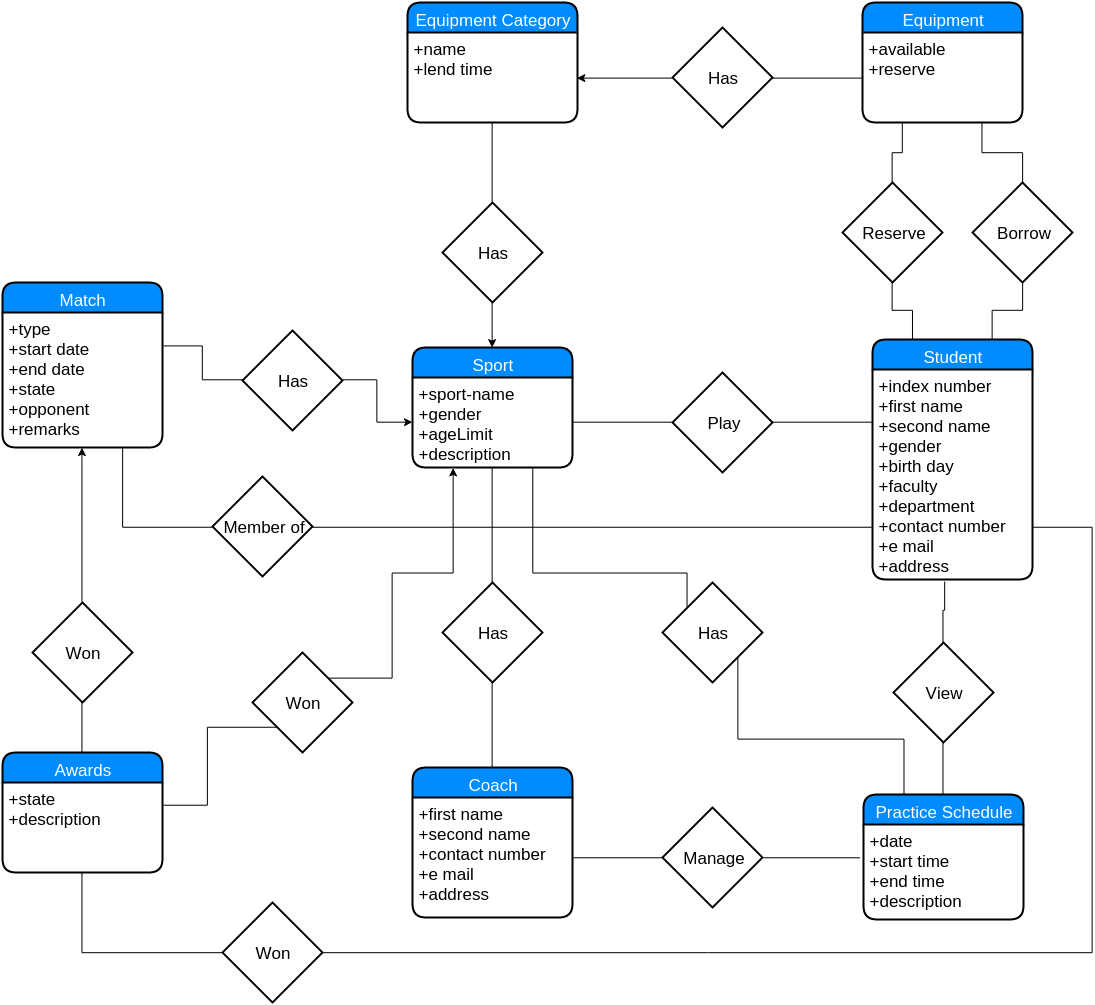 Equipment Category
+name
+lend time
Has
Equipment
+available
+reserve
Has
Reserve
Borrow
Match
+type
+start date
+end date
+state
+opponent
+remarks
Has
Sport
+sport-name
+gender
+ageLimit
+description
Play
Student
+index number
+first name
+second name
+gender
+birth day
+faculty
+department
+contact number
+e mail
+address
Member of
Won
Won
Has
Has
View
Awards
+state
+description
Coach
+first name
+second name
+contact number
+e mail
+address
Manage
Practice Schedule
+date
+start time
+end time
+description
Won